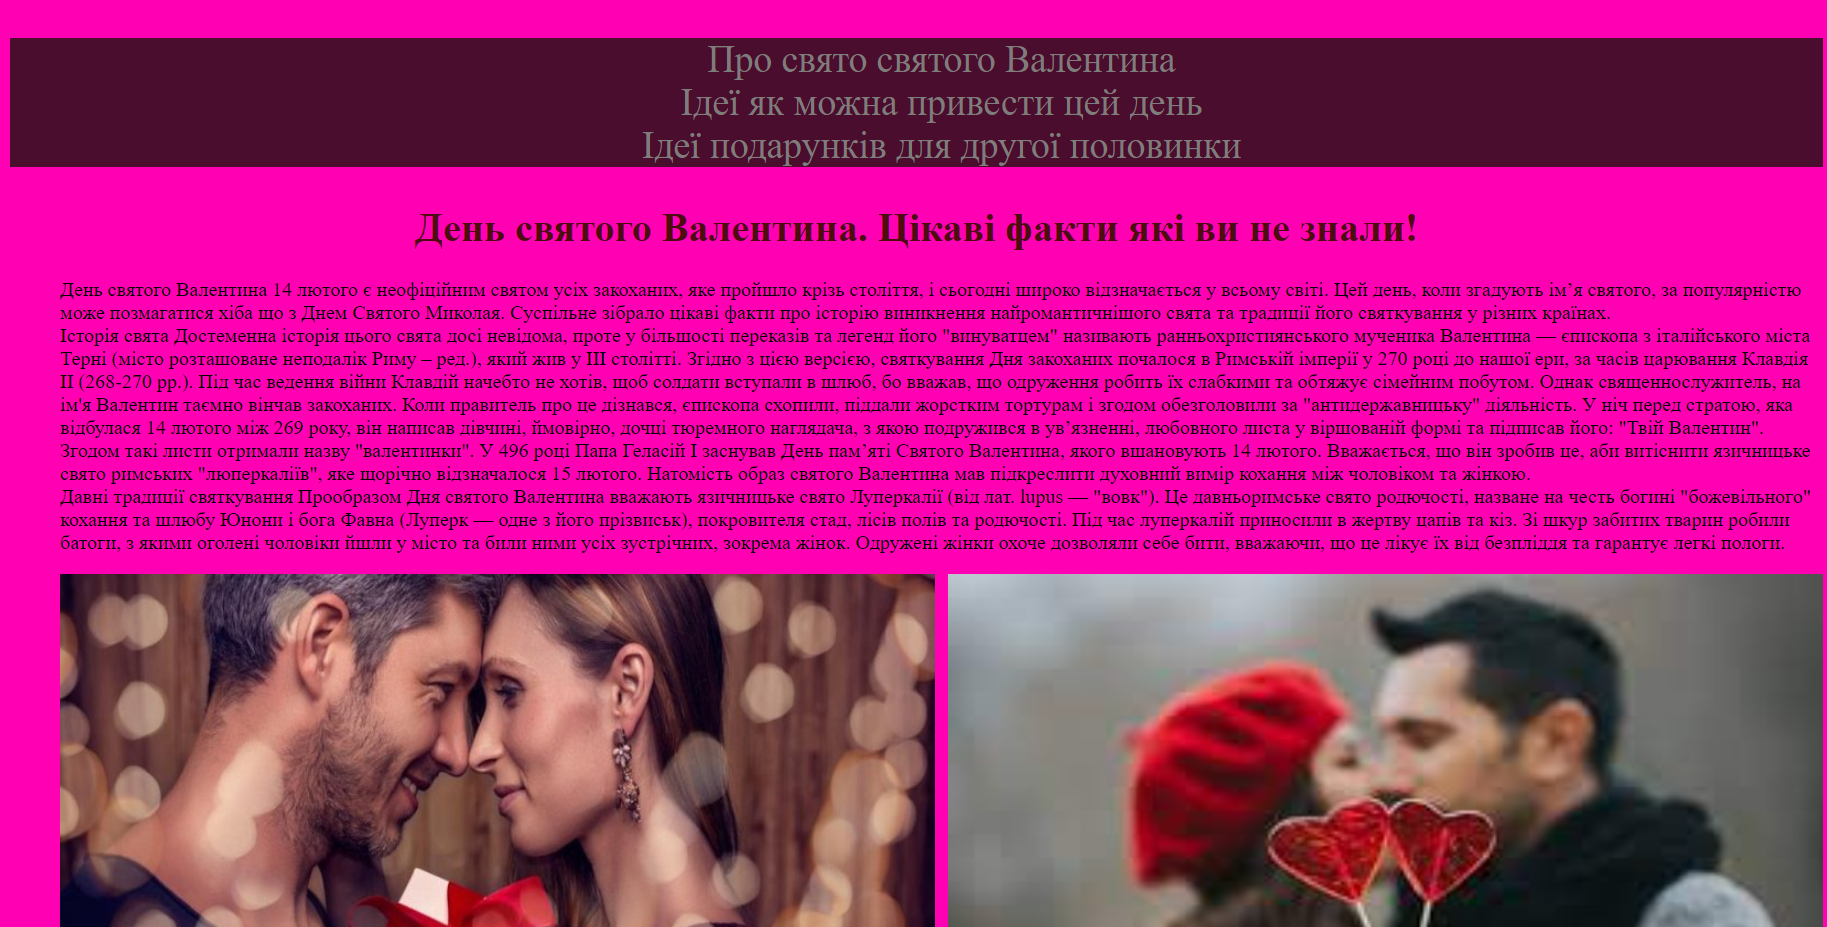 Про свято святого Валентина
Ідеї як можна привести цей день
Ідеї подарунків для другої половинки
День святого Валентина. Цікаві факти які ви не знали!
День святого Валентина 14 лютого є неофіційним святом усіх закоханих, яке пройшло крізь століття, і сьогодні широко відзначається у всьому світі. Цей день, коли згадують ім’я святого, за популярністю
може позмагатися хіба що з Днем Святого Миколая. Суспільне зібрало цікаві факти про історію виникнення найромантичнішого свята та традиції його святкування у різних країнах.
Історія свята Достеменна історія цього свята досі невідома, проте у більшості переказів та легенд його "винуватцем" називають ранньохристиянського мученика Валентина — єпископа з італійського міста
Терні (місто розташоване неподалік Риму – ред.), який жив у III столітті. Згідно з цією версією, святкування Дня закоханих почалося в Римській імперії у 270 році до нашої ери, за часів царювання Клавдія
II (268-270 рр.). Під час ведення війни Клавдій начебто не хотів, щоб солдати вступали в шлюб, бо вважав, що одруження робить їх слабкими та обтяжує сімейним побутом. Однак священнослужитель, на
ім'я Валентин таємно вінчав закоханих. Коли правитель про це дізнався, єпископа схопили, піддали жорстким тортурам і згодом обезголовили за "антидержавницьку" діяльність. У ніч перед стратою, яка
відбулася 14 лютого між 269 року, він написав дівчині, ймовірно, дочці тюремного наглядача, з якою подружився в ув’язненні, любовного листа у віршованій формі та підписав його: "Твій Валентин".
Згодом такі листи отримали назву "валентинки". У 496 році Папа Геласій I заснував День пам’яті Святого Валентина, якого вшановують 14 лютого. Вважається, що він зробив це, аби витіснити язичницьке
свято римських "люперкаліїв", яке щорічно відзначалося 15 лютого. Натомість образ святого Валентина мав підкреслити духовний вимір кохання між чоловіком та жінкою.
Давні традиції святкування Прообразом Дня святого Валентина вважають язичницьке свято Луперкалії (від лат. lupus — "вовк"). Це давньоримське свято родючості, назване на честь богині "божевільного"
кохання та шлюбу Юнони і бога Фавна (Луперк — одне з його прізвиськ), покровителя стад, лісів полів та родючості. Під час луперкалій приносили в жертву цапів та кіз. Зі шкур забитих тварин робили
батоги, з якими оголені чоловіки йшли у місто та били ними усіх зустрічних, зокрема жінок. Одружені жінки охоче дозволяли себе бити, вважаючи, що це лікує їх від безпліддя та гарантує легкі пологи.